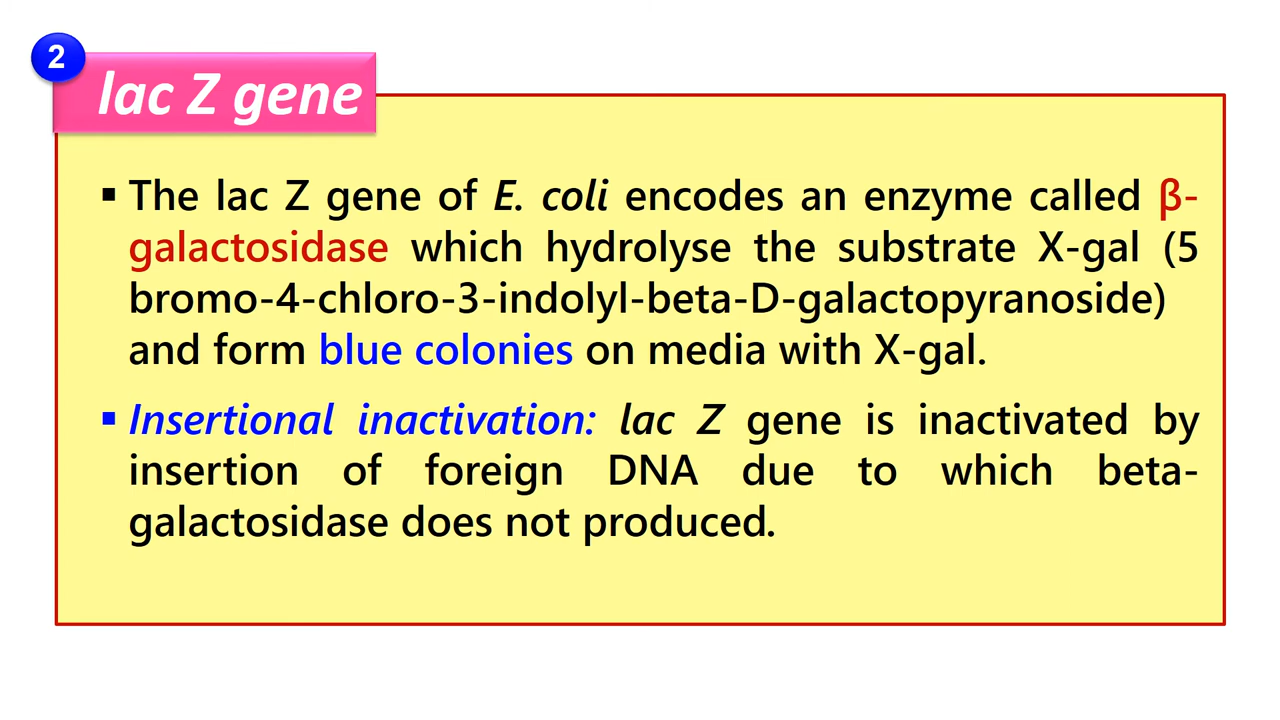 2
lac Z gene
▪ The lac Z gene of E. coli encodes an enzyme called β-
galactosidase which hydrolyse the substrate X-gal (5
bromo-4-chloro-3-indolyl-beta-D-galactopyranoside)
and form blue colonies on media with X-gal.
▪ Insertional inactivation: lac Z gene is inactivated by
insertion of foreign DNA due to which beta-
galactosidase does not produced.